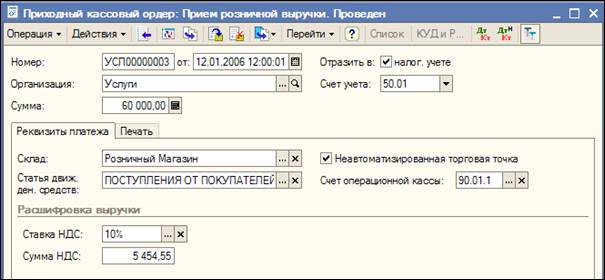 Приходный кассовый ордер: Прием розничной выручки. Проведен
Операция Действия Перейти ? Список КУД и Р... Дт Кт Дт Кт Н Тт
Номер: УСЛ00000003 от: 12.01.2006 12:00:01 Отразить в: налог. учете
Организация: Услуги ... Счет учета: 50.01
Сумма: 60 000,00
Реквизиты платежа Печать
Склад: Розничный Магазин ... × Неавтоматизированная торговая точка
Статья движ. ден. средств: ПОСТУПЛЕНИЯ ОТ ПОКУПАТЕЛЕЙ ... × Счет операционной кассы: 90.01.1 ... ×
Расшифровка выручки
Ставка НДС: 10% ... ×
Сумма НДС: 5 454,55